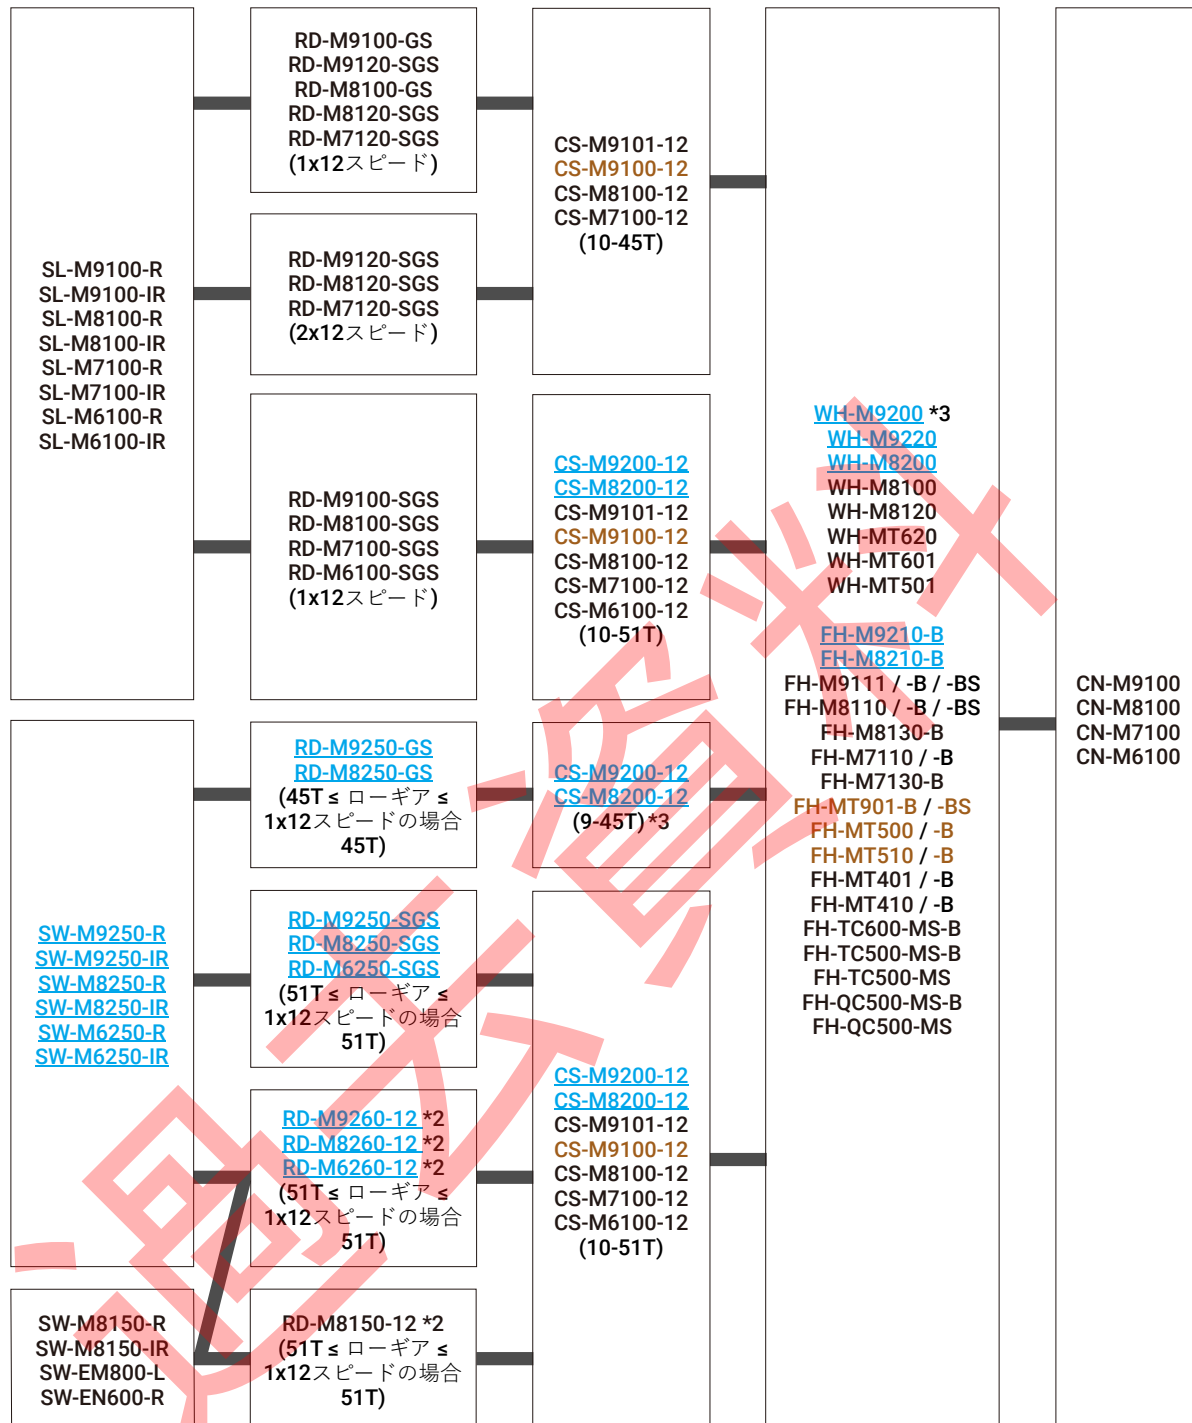 SL-M9100-R
SL-M9100-IR
SL-M8100-R
SL-M8100-IR
SL-M7100-R
SL-M7100-IR
SL-M6100-R
SL-M6100-IR
RD-M9100-GS
RD-M9120-SGS
RD-M8100-GS
RD-M8120-SGS
RD-M7120-SGS
(1x12スピード)
RD-M9120-SGS
RD-M8120-SGS
RD-M7120-SGS
(2x12スピード)
CS-M9101-12
CS-M9100-12
CS-M8100-12
CS-M7100-12
(10-45T)
RD-M9100-SGS
RD-M8100-SGS
RD-M7100-SGS
RD-M6100-SGS
(1x12スピード)
CS-M9200-12
CS-M8200-12
CS-M9101-12
CS-M9100-12
CS-M8100-12
CS-M7100-12
CS-M6100-12
(10-51T)
SW-M9250-R
SW-M9250-IR
SW-M8250-R
SW-M8250-IR
SW-M6250-R
SW-M6250-IR
RD-M9250-GS
RD-M8250-GS
(45T ≤ ローギア ≤
1x12スピードの場合
45T)
CS-M9200-12
CS-M8200-12
(9-45T) *3
RD-M9250-SGS
RD-M8250-SGS
RD-M6250-SGS
(51T ≤ ローギア ≤
1x12スピードの場合
51T)
RD-M9260-12 *2
RD-M8260-12 *2
RD-M6260-12 *2
(51T ≤ ローギア ≤
1x12スピードの場合
51T)
SW-M8150-R
SW-M8150-IR
SW-EM800-L
SW-EN600-R
RD-M8150-12 *2
(51T ≤ ローギア ≤
1x12スピードの場合
51T)
CS-M9200-12
CS-M8200-12
CS-M9101-12
CS-M9100-12
CS-M8100-12
CS-M7100-12
CS-M6100-12
(10-51T)
WH-M9200 *3
WH-M9220
WH-M8200
WH-M8100
WH-M8120
WH-MT620
WH-MT601
WH-MT501
FH-M9210-B
FH-M8210-B
FH-M9111 / -B / -BS
FH-M8110 / -B / -BS
FH-M8130-B
FH-M7110 / -B
FH-M7130-B
FH-MT901-B / -BS
FH-MT500 / -B
FH-MT510 / -B
FH-MT401 / -B
FH-MT410 / -B
FH-TC600-MS-B
FH-TC500-MS-B
FH-TC500-MS
FH-QC500-MS-B
FH-QC500-MS
CN-M9100
CN-M8100
CN-M7100
CN-M6100
過去資料